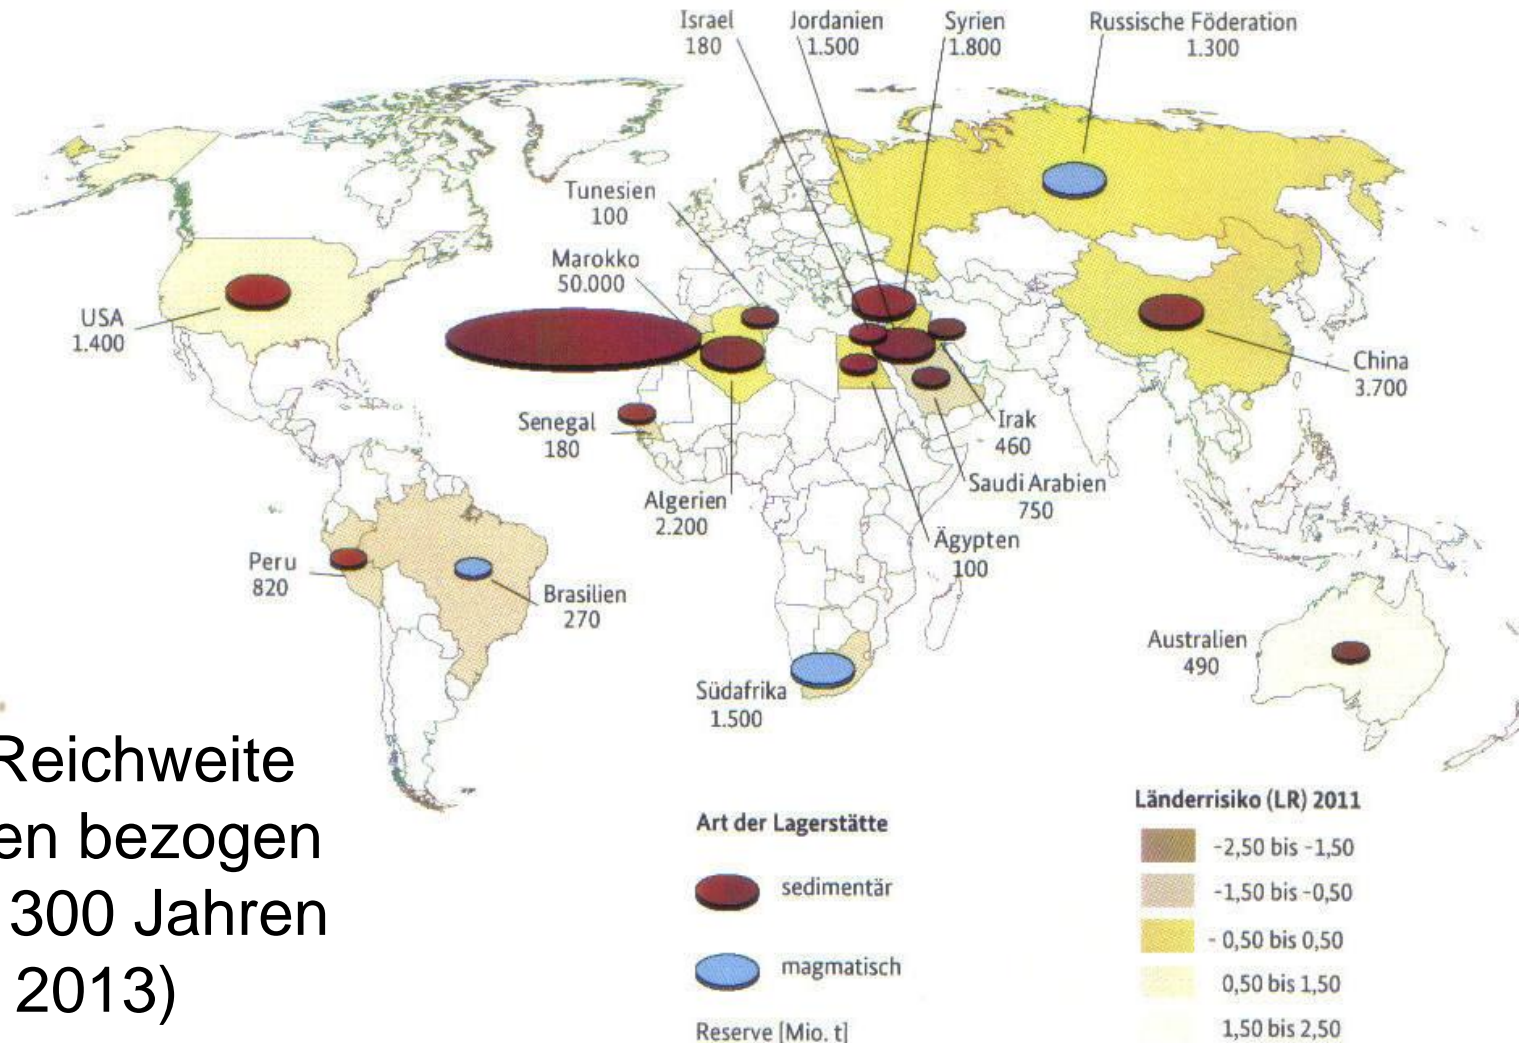 Israel
180
Jordanien
1.500
Syrien
1.800
Russische Föderation
1.300
Tunesien
100
Marokko
50.000
USA
1.400
China
3.700
Senegal
180
Irak
460
Algerien
2.200
Saudi Arabien
750
Ägypten
100
Peru
820
Brasilien
270
Australien
490
Südafrika
1.500
Reichweite
en bezogen
300 Jahren
2013)
Art der Lagerstätte
sedimentär
magmatisch
Reserve [Mio. t]
Länderrisiko (LR) 2011
-2,50 bis -1,50
-1,50 bis -0,50
- 0,50 bis 0,50
0,50 bis 1,50
1,50 bis 2,50